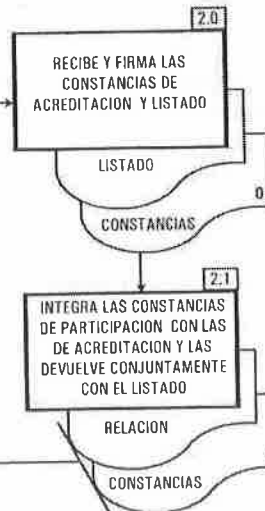 2.0
RECIBE Y FIRMA LAS
CONSTANCIAS DE
ACREDITACION Y LISTADO
LISTADO
0
CONSTANCIAS
2.1
INTEGRA LAS CONSTANCIAS
DE PARTICIPACION CON LAS
DE ACREDITACION Y LAS
DEVUELVE CONJUNTAMENTE
CON EL LISTADO
RELACION
CONSTANCIAS